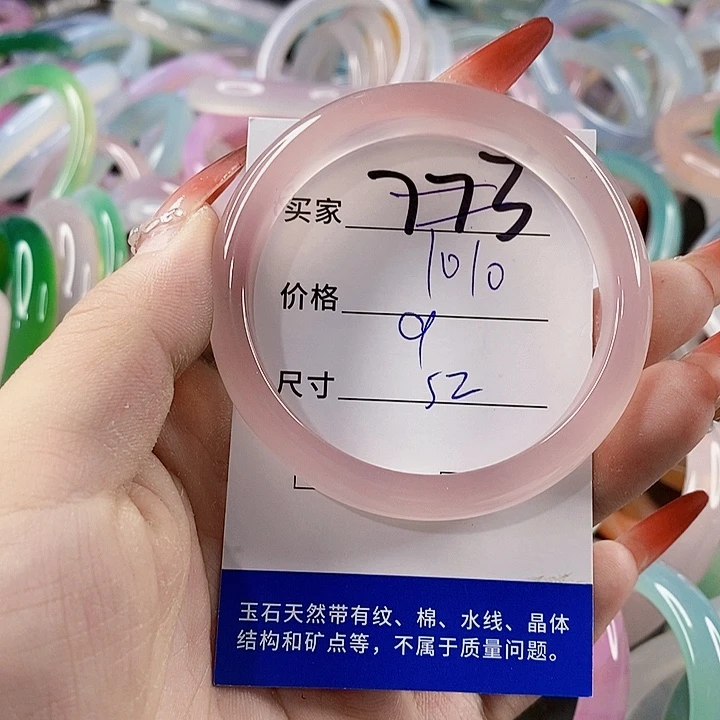 买家 773
1010
价格 9
尺寸 52
玉石天然带有纹、棉、水线、晶体
结构和矿点等，不属于质量问题。